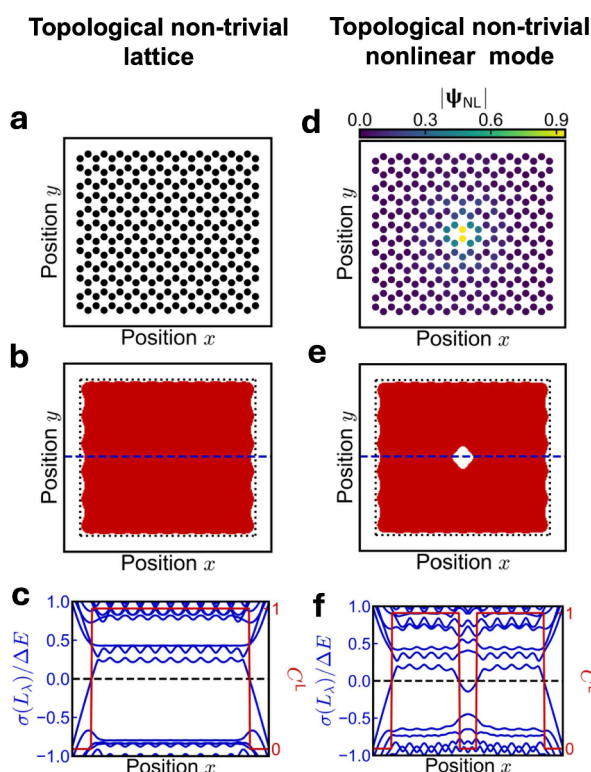 Topological non-trivial
lattice
Topological non-trivial
nonlinear mode
|ψNL|
0.0 0.3 0.6 0.9
a
Position y
Position x
d
Position y
Position x
b
Position y
Position x
e
Position y
Position x
c
σ(Lλ)/ΔE
1.0
0.5
0.0
−0.5
−1.0
1
0
CL
Position x
f
σ(Lλ)/ΔE
1.0
0.5
0.0
−0.5
−1.0
1
0
CL
Position x